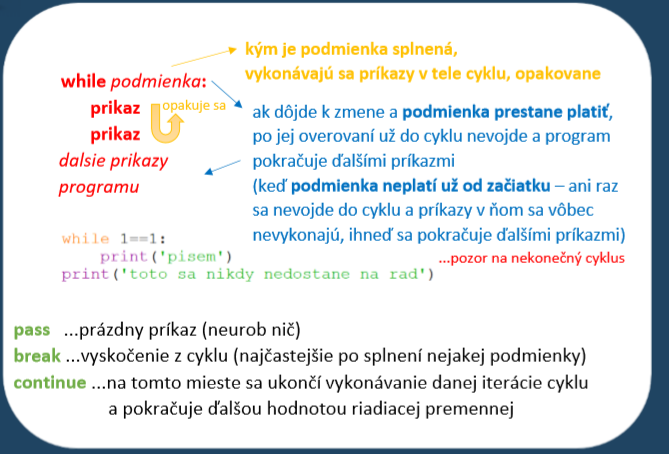 kým je podmienka splnená,
vykonávajú sa príkazy v tele cyklu, opakovane
while podmienka:
prikaz
opakuje sa
prikaz
dalsie prikazy
programu
ak dôjde k zmene a podmienka prestane platiť,
po jej overovaní už do cyklu nevojde a program
pokračuje ďalšími príkazmi
(keď podmienka neplatí už od začiatku – ani raz
sa nevojde do cyklu a príkazy v ňom sa vôbec
nevykonajú, ihneď sa pokračuje ďalšími príkazmi)
while 1==1:
print('pisem')
print('toto sa nikdy nedostane na rad')
...pozor na nekonečný cyklus
pass ...prázdny príkaz (neurob nič)
break ...vyskočenie z cyklu (najčastejšie po splnení nejakej podmienky)
continue ...na tomto mieste sa ukončí vykonávanie danej iterácie cyklu
a pokračuje ďalšou hodnotou riadiacej premennej